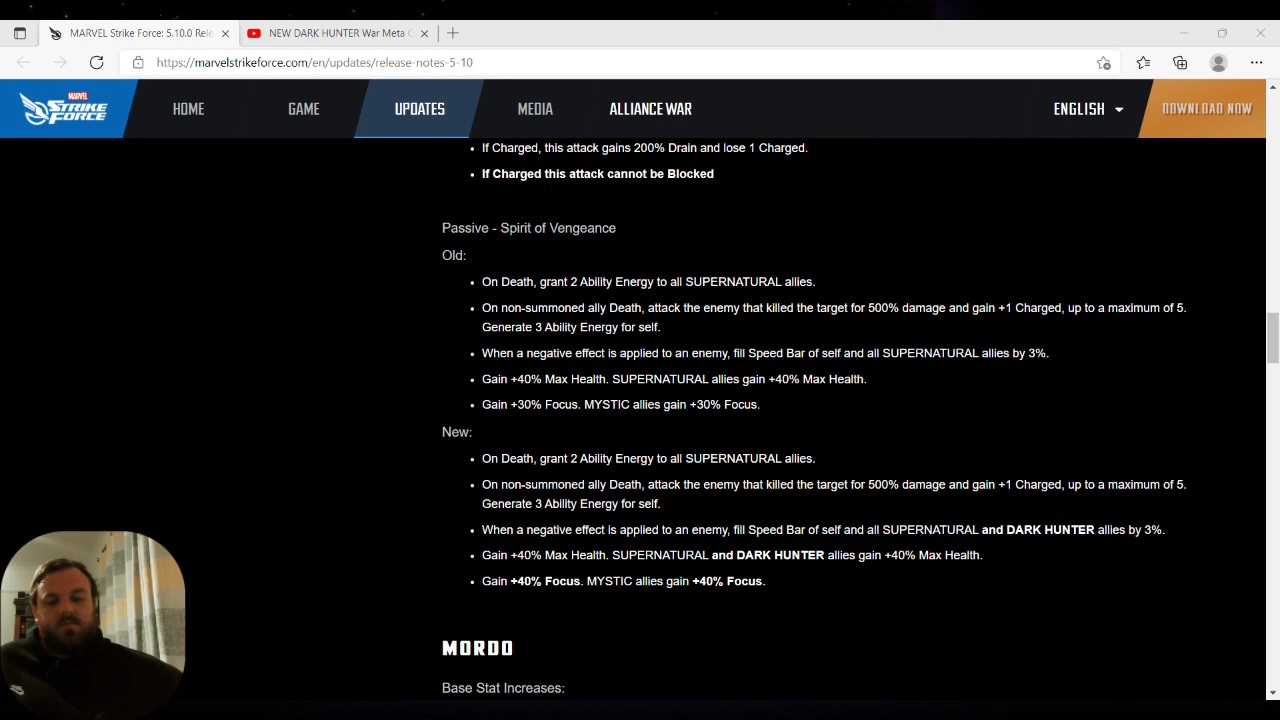 MARVEL Strike Force: 5.10.0 Rele
NEW DARK HUNTER War Meta C
https://marvelstrikeforce.com/en/updates/release-notes-5-10
MARVEL
STRIKE
FORCE
HOME
GAME
UPDATES
MEDIA
ALLIANCE WAR
ENGLISH
DOWNLOAD NOW
• If Charged, this attack gains 200% Drain and lose 1 Charged.
• If Charged this attack cannot be Blocked
Passive - Spirit of Vengeance
Old:
• On Death, grant 2 Ability Energy to all SUPERNATURAL allies.
• On non-summoned ally Death, attack the enemy that killed the target for 500% damage and gain +1 Charged, up to a maximum of 5.
Generate 3 Ability Energy for self.
• When a negative effect is applied to an enemy, fill Speed Bar of self and all SUPERNATURAL allies by 3%.
• Gain +40% Max Health. SUPERNATURAL allies gain +40% Max Health.
• Gain +30% Focus. MYSTIC allies gain +30% Focus.
New:
• On Death, grant 2 Ability Energy to all SUPERNATURAL allies.
• On non-summoned ally Death, attack the enemy that killed the target for 500% damage and gain +1 Charged, up to a maximum of 5.
Generate 3 Ability Energy for self.
• When a negative effect is applied to an enemy, fill Speed Bar of self and all SUPERNATURAL and DARK HUNTER allies by 3%.
• Gain +40% Max Health. SUPERNATURAL and DARK HUNTER allies gain +40% Max Health.
• Gain +40% Focus. MYSTIC allies gain +40% Focus.
MORDO
Base Stat Increases: